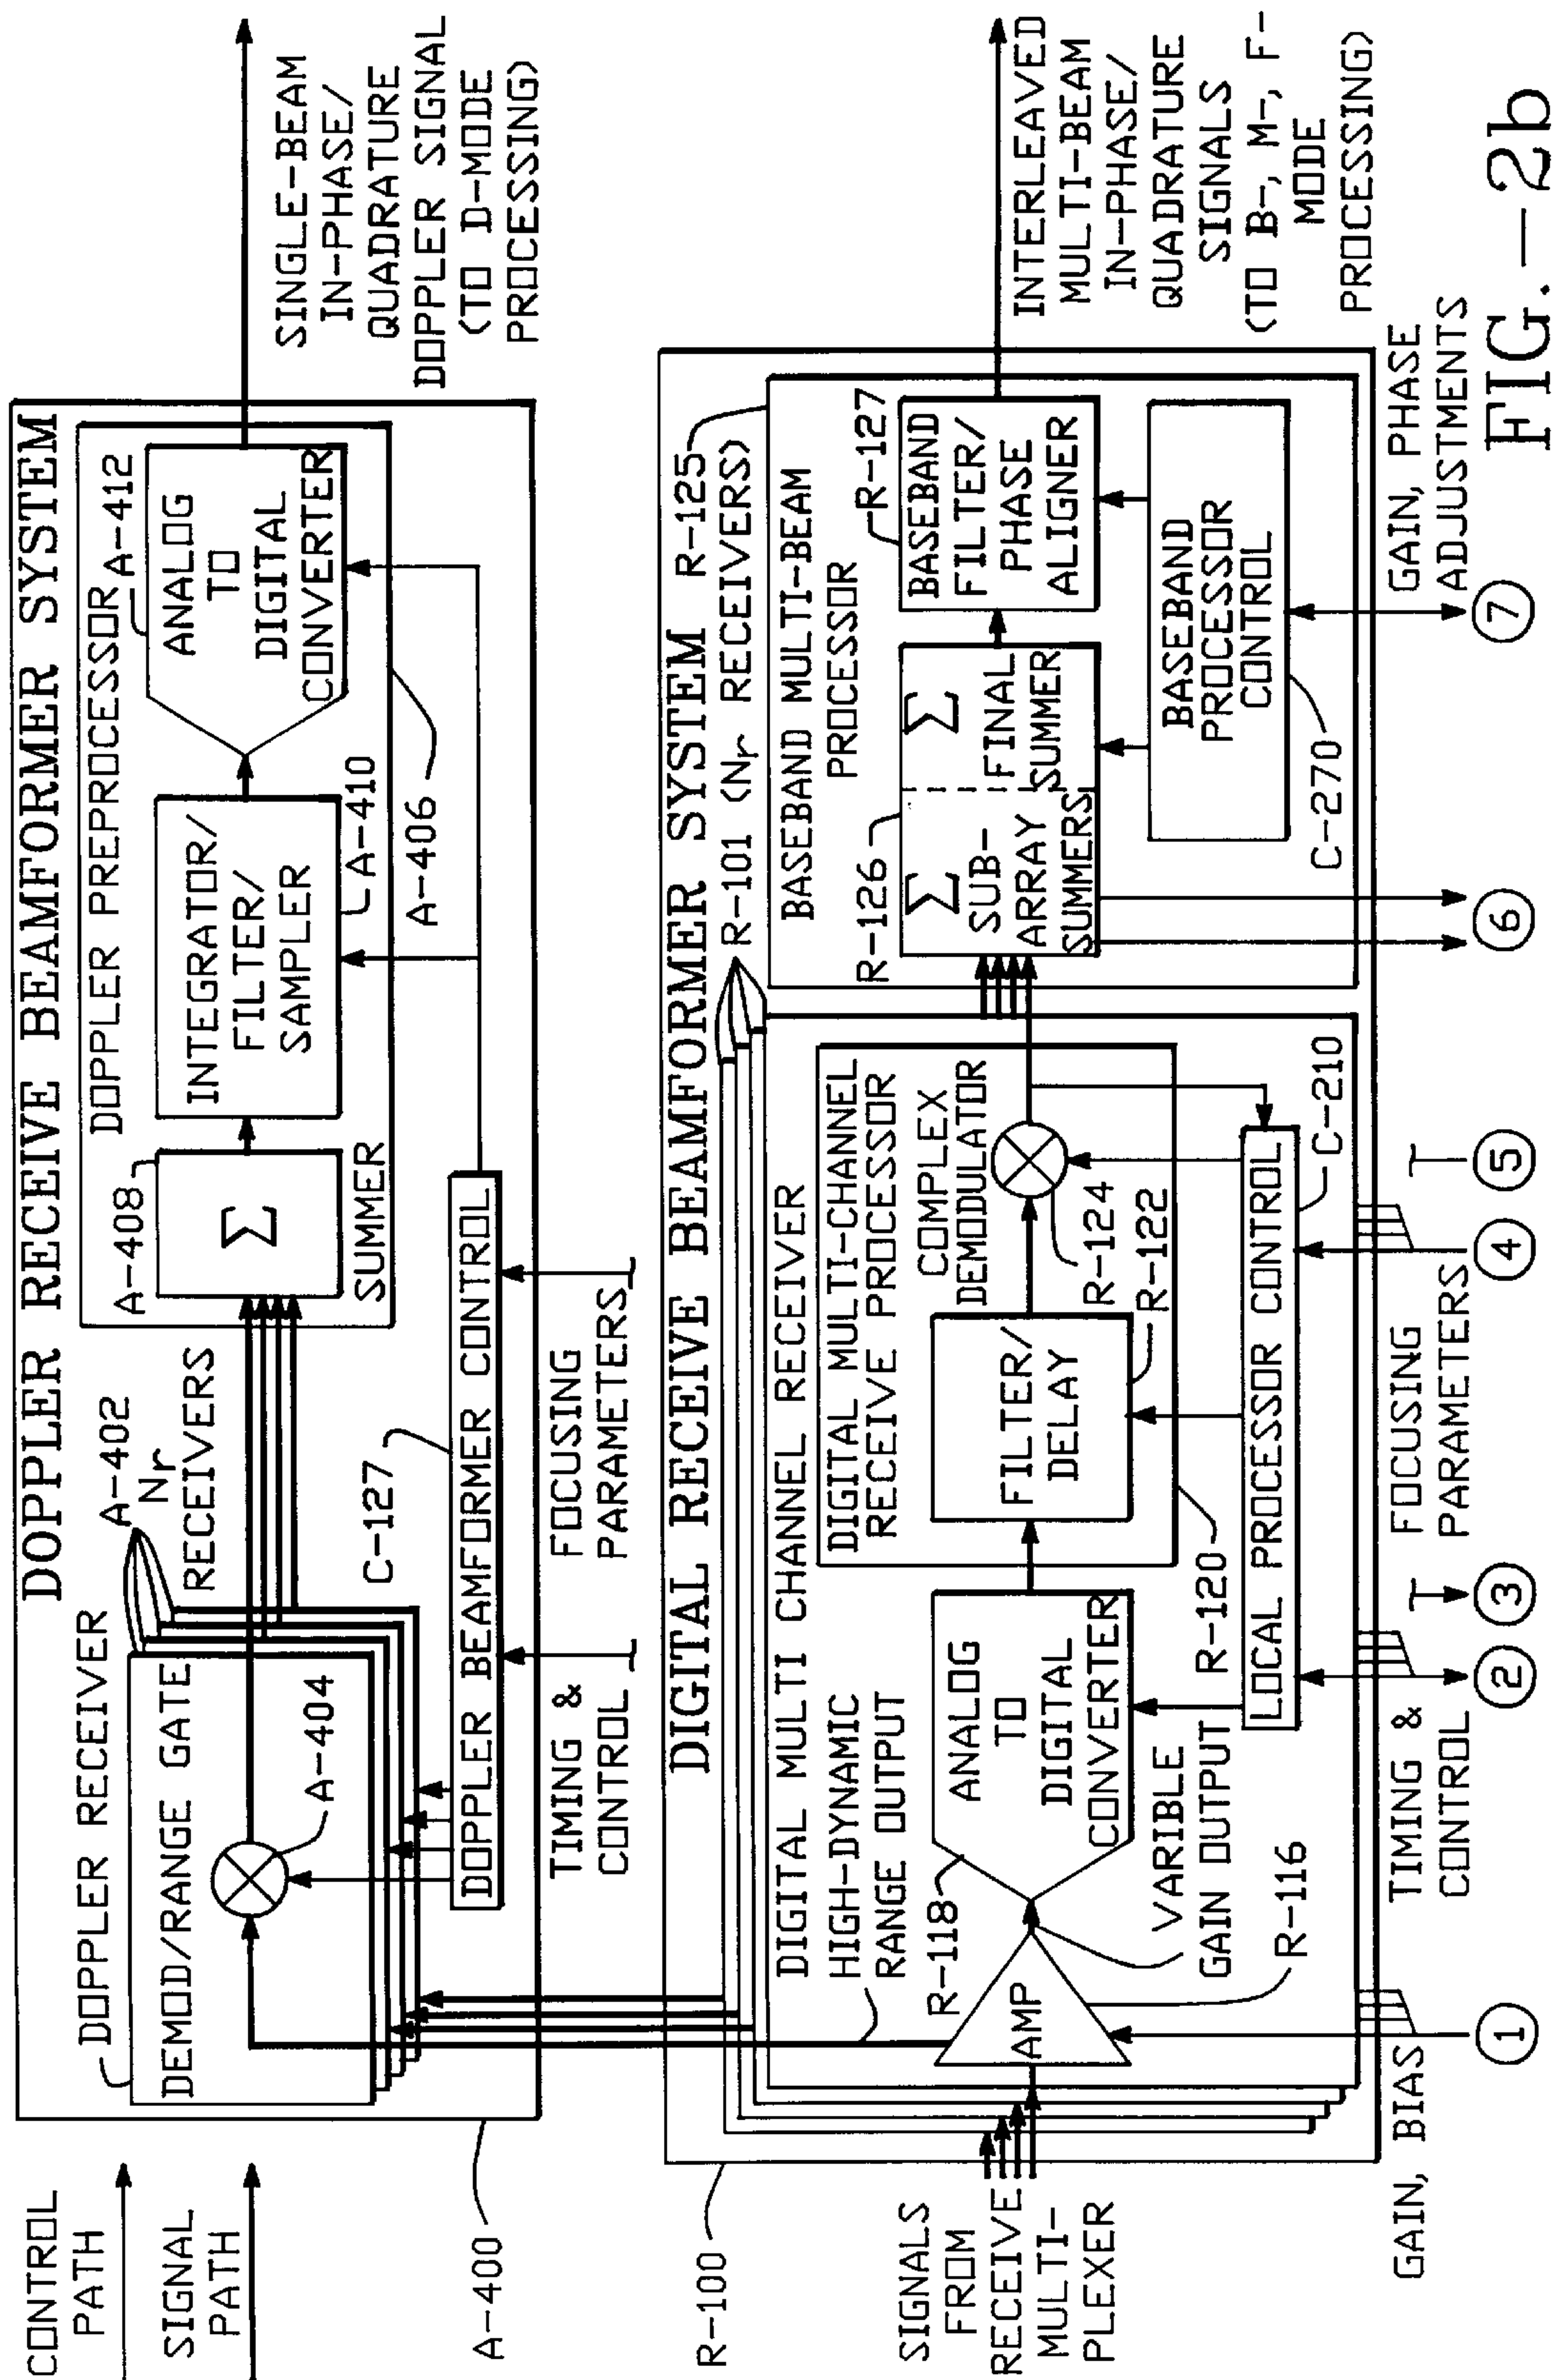 CONTROL
PATH
SIGNAL
PATH
A-400
DOPPLER RECEIVE BEAMFORMER SYSTEM
DOPPLER RECEIVER
DEMOD/RANGE GATE
A-404
A-402
Nr
RECEIVERS
C-127
DOPPLER BEAMFORMER CONTROL
TIMING &
CONTROL
FOCUSING
PARAMETERS
DOPPLER PREPROCESSOR
A-408
Σ
SUMMER
INTEGRATOR/
FILTER/
SAMPLER
A-410
A-406
A-412
ANALOG
TO
DIGITAL
CONVERTER
SINGLE-BEAM
IN-PHASE/
QUADRATURE
DOPPLER SIGNAL
(TO D-MODE
PROCESSING)
R-100
SIGNALS
FROM
RECEIVE
MULTI-
PLEXER
DIGITAL RECEIVE BEAMFORMER SYSTEM
R-101 (Nr RECEIVERS)
DIGITAL MULTI CHANNEL RECEIVER
HIGH-DYNAMIC
RANGE OUTPUT
R-118
AMP
VARIBLE
GAIN OUTPUT
R-116
ANALOG
TO
DIGITAL
CONVERTER
DIGITAL MULTI-CHANNEL
RECEIVE PROCESSOR
FILTER/
DELAY
R-120
COMPLEX
DEMODULATOR
R-124
R-122
LOCAL PROCESSOR CONTROL
C-210
R-125
BASEBAND MULTI-BEAM
PROCESSOR
R-126
Σ
SUB-
ARRAY
SUMMERS
Σ
FINAL
SUMMER
R-127
BASEBAND
FILTER/
PHASE
ALIGNER
BASEBAND
PROCESSOR
CONTROL
C-270
INTERLEAVED
MULTI-BEAM
IN-PHASE/
QUADRATURE
SIGNALS
(TO B-, M-, F-
MODE
PROCESSING)
GAIN, BIAS
1
TIMING &
CONTROL
2
3
FOCUSING
PARAMETERS
4
5
6
GAIN, PHASE
ADJUSTMENTS
7
FIG.-2b